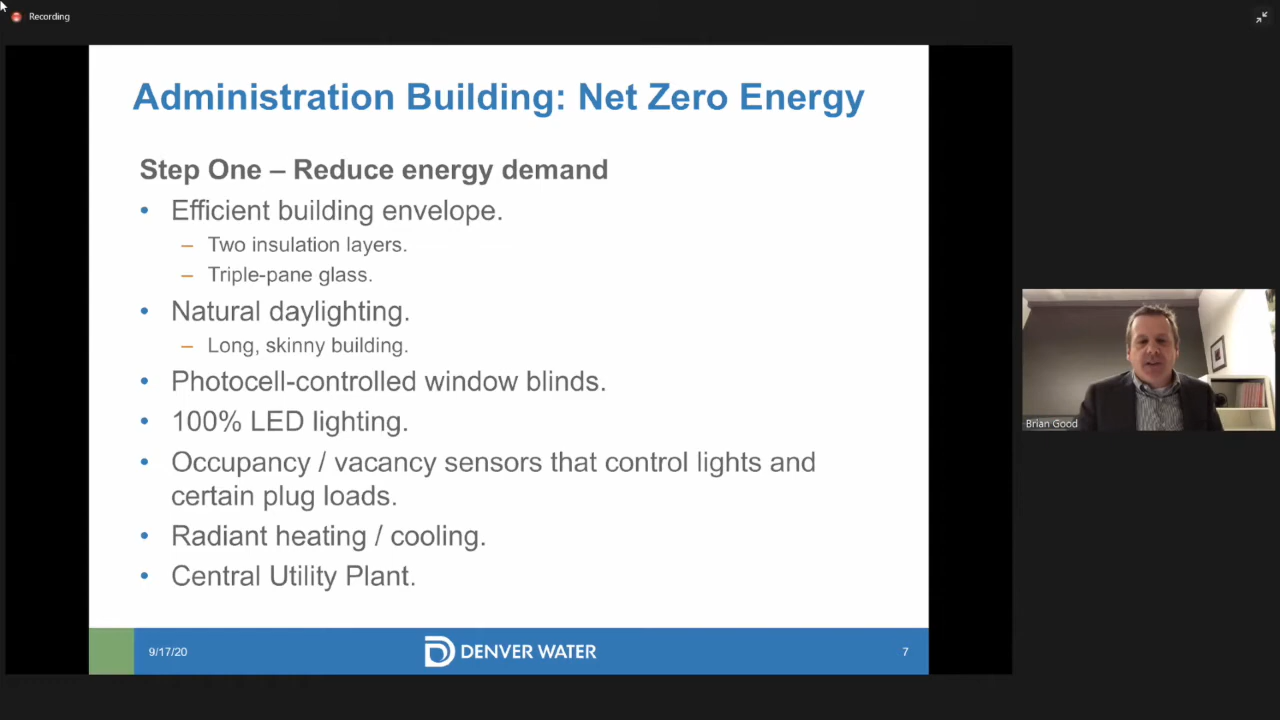 Recording
Administration Building: Net Zero Energy
Step One – Reduce energy demand
• Efficient building envelope.
– Two insulation layers.
– Triple-pane glass.
• Natural daylighting.
– Long, skinny building.
• Photocell-controlled window blinds.
• 100% LED lighting.
• Occupancy / vacancy sensors that control lights and
certain plug loads.
• Radiant heating / cooling.
• Central Utility Plant.
9/17/20
DENVER WATER
7
Brian Good